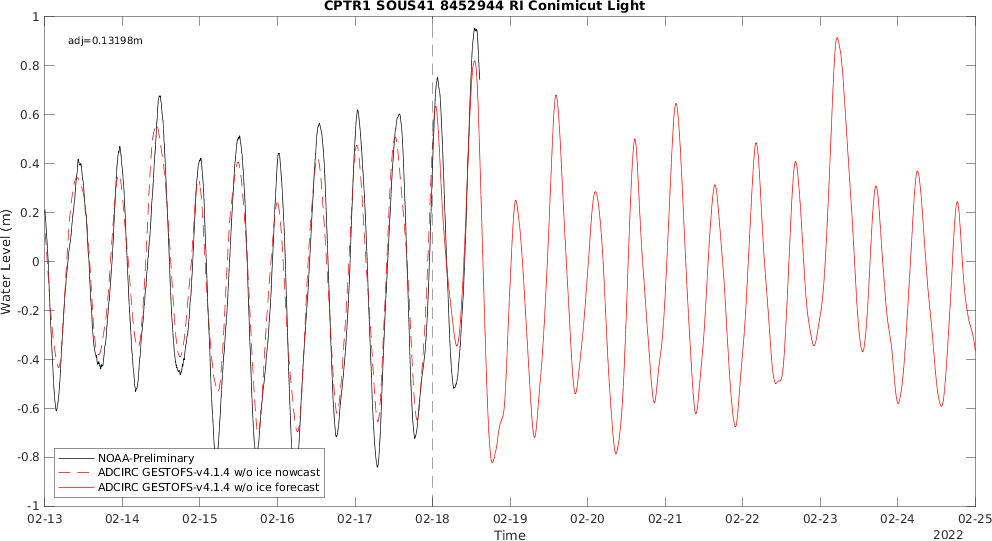 CPTR1 SOUS41 8452944 RI Conimicut Light
adj=0.13198m
1
0.8
0.6
0.4
0.2
0
-0.2
-0.4
-0.6
-0.8
-1
Water Level (m)
NOAA-Preliminary
ADCIRC GESTOFS-v4.1.4 w/o ice nowcast
ADCIRC GESTOFS-v4.1.4 w/o ice forecast
02-13 02-14 02-15 02-16 02-17 02-18 02-19 02-20 02-21 02-22 02-23 02-24 02-25
Time
2022